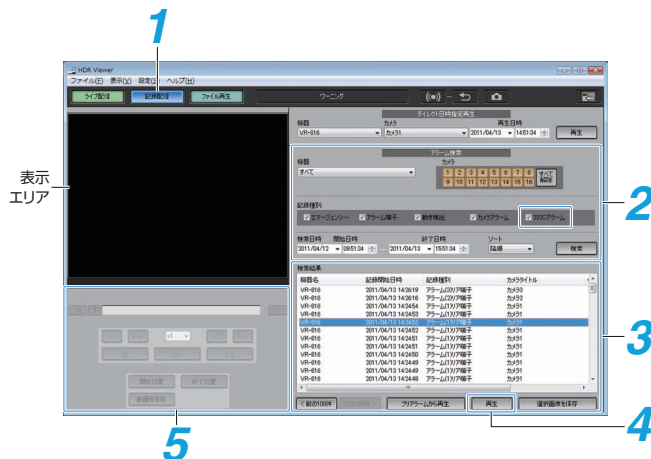 1
HDR Viewer
ファイル(F) 表示(V) 設定(S) ヘルプ(H)
ライブ配信 記録配信 ファイル再生 ワーニング
ダイレクト日時指定再生
機器 カメラ 再生日時
VR-816 カメラ1 2011/04/13 14:51:34 再生
アラーム検索
機器 カメラ
すべて 1 2 3 4 5 6 7 8 すべて
9 10 11 12 13 14 15 16 解除
記録種別
エマージェンシー アラーム端子 動き検出 カメラアラーム 232Cアラーム
検索日時 開始日時 終了日時 ソート
2011/04/12 09:51:34 --- 2011/04/13 15:51:34 降順 検索
検索結果
機器名 記録開始日時 記録種別 カメラタイトル
VR-816 2011/04/13 14:26:19 アラーム(3)リア端子 カメラ3
VR-816 2011/04/13 14:26:16 アラーム(2)リア端子 カメラ2
VR-816 2011/04/13 14:24:54 アラーム(1)リア端子 カメラ1
VR-816 2011/04/13 14:24:53 アラーム(1)リア端子 カメラ1
VR-816 2011/04/13 14:24:53 アラーム(1)リア端子 カメラ1
VR-816 2011/04/13 14:24:52 アラーム(1)リア端子 カメラ1
VR-816 2011/04/13 14:24:51 アラーム(1)リア端子 カメラ1
VR-816 2011/04/13 14:24:51 アラーム(1)リア端子 カメラ1
VR-816 2011/04/13 14:24:50 アラーム(1)リア端子 カメラ1
VR-816 2011/04/13 14:24:49 アラーム(1)リア端子 カメラ1
VR-816 2011/04/13 14:24:49 アラーム(1)リア端子 カメラ1
VR-816 2011/04/13 14:24:48 アラーム(1)リア端子 カメラ1
< 前の100件 プリアラームから再生 再生 選択画像を保存
x1
開始位置 終了位置
動画を保存
表示
エリア
2
3
4
5